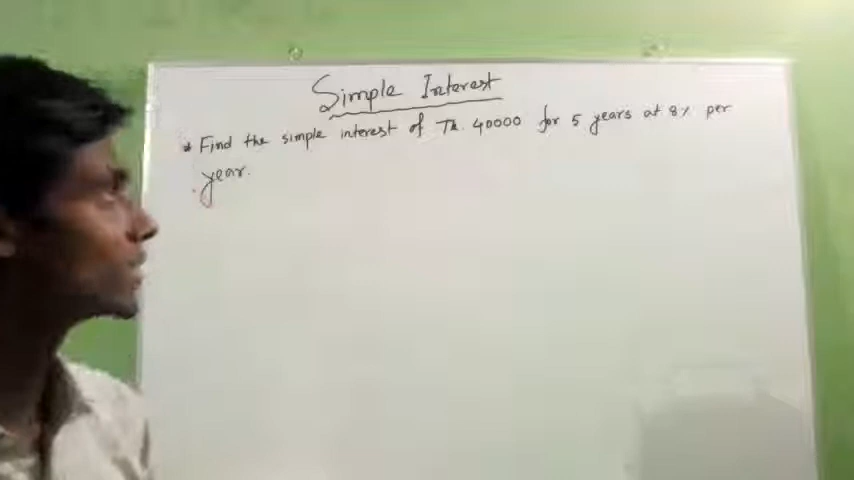 Simple Interest
* Find the simple interest of Tk. 40000 for 5 years at 8% per
year.